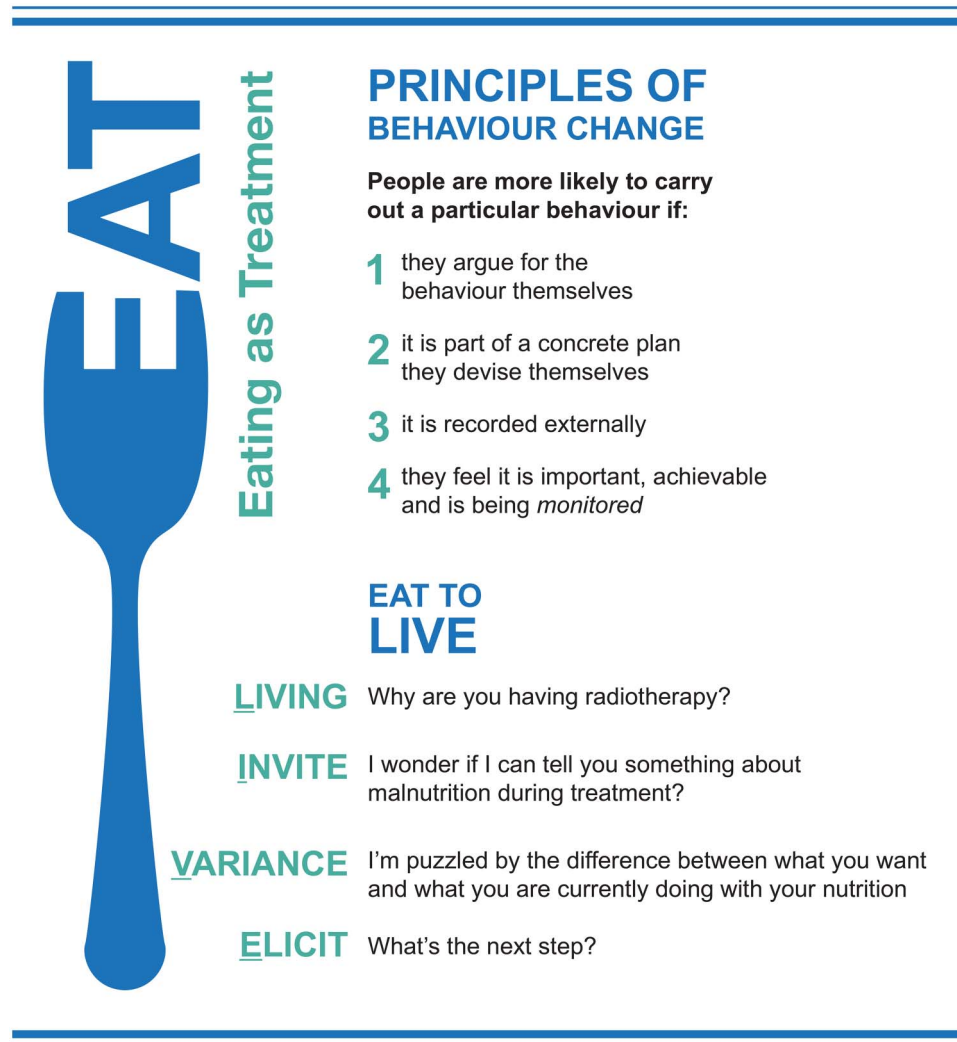 EAT
Eating as Treatment
PRINCIPLES OF
BEHAVIOUR CHANGE
People are more likely to carry
out a particular behaviour if:
1 they argue for the
behaviour themselves
2 it is part of a concrete plan
they devise themselves
3 it is recorded externally
4 they feel it is important, achievable
and is being monitored
EAT TO
LIVE
LIVING Why are you having radiotherapy?
INVITE I wonder if I can tell you something about
malnutrition during treatment?
VARIANCE I'm puzzled by the difference between what you want
and what you are currently doing with your nutrition
ELICIT What's the next step?